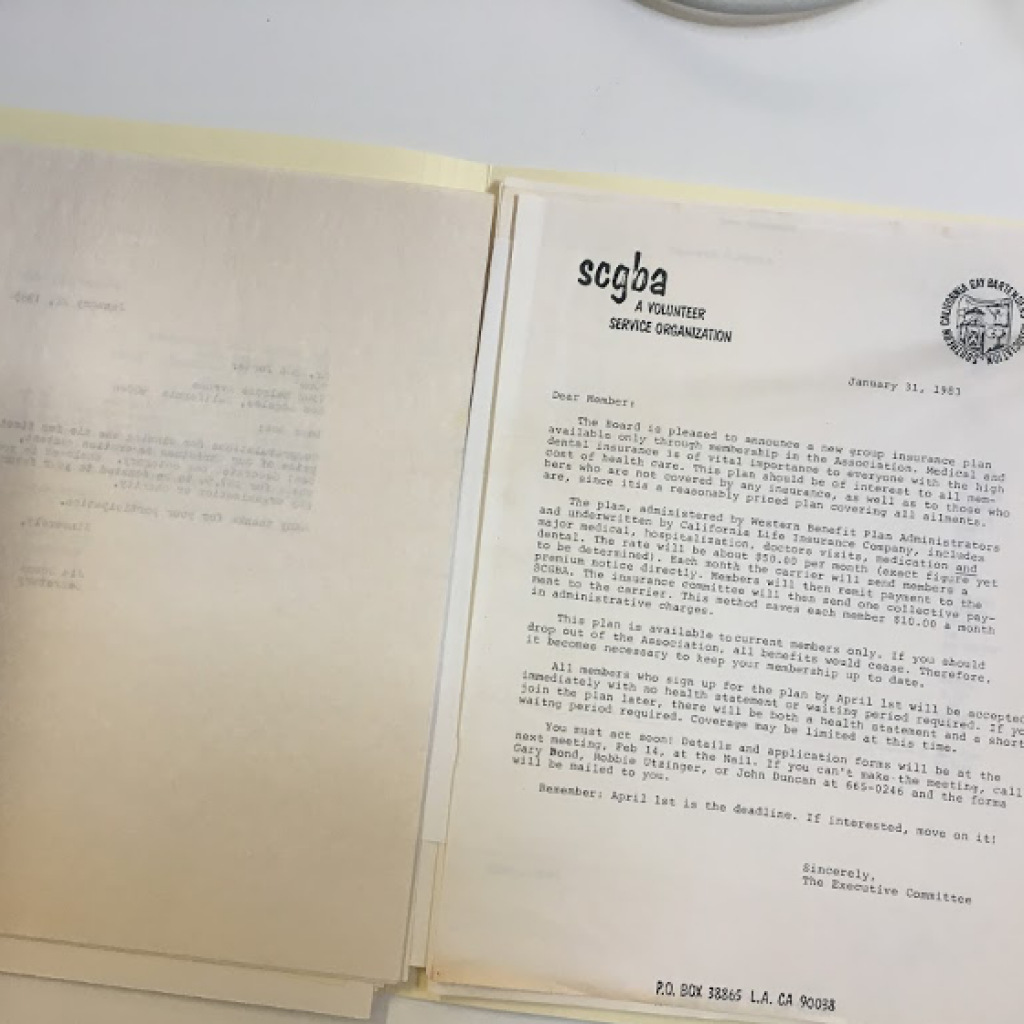 scgba
A VOLUNTEER
SERVICE ORGANIZATION
SOUTHERN CALIFORNIA GAY BARTENDERS ASSOCIATION
January 31, 1983
Dear Member:
The Board is pleased to announce a new group insurance plan
available only through membership in the Association. Medical and
dental insurance is of vital importance to everyone with the high
cost of health care. This plan should be of interest to all mem-
bers who are not covered by any insurance, as well as to those who
are, since itis a reasonably priced plan covering all ailments.
The plan, administered by Western Benefit Plan Administrators
and underwritten by California Life Insurance Company, includes
major medical, hospitalization, doctors visits, medication and
dental. The rate will be about $50.00 per month (exact figure yet
to be determined). Each month the carrier will send members a
premium notice directly. Members will then remit payment to the
SCGBA. The insurance committee will then send one collective pay-
ment to the carrier. This method saves each member $10.00 a month
in administrative charges.
This plan is available to current members only. If you should
drop out of the Association, all benefits would cease. Therefore,
it becomes necessary to keep your membership up to date.
All members who sign up for the plan by April 1st will be accepted
immediately with no health statement or waiting period required. If yo
join the plan later, there will be both a health statement and a short
waitng period required. Coverage may be limited at this time.
You must act soon! Details and application forms will be at the
next meeting, Feb 14, at the Nail. If you can't make the meeting, call
Gary Bond, Robbie Utzinger, or John Duncan at 665-0246 and the forms
will be mailed to you.
Remember: April 1st is the deadline. If interested, move on it!
Sincerely,
The Executive Committee
P.O. BOX 38865 L.A. CA 90038